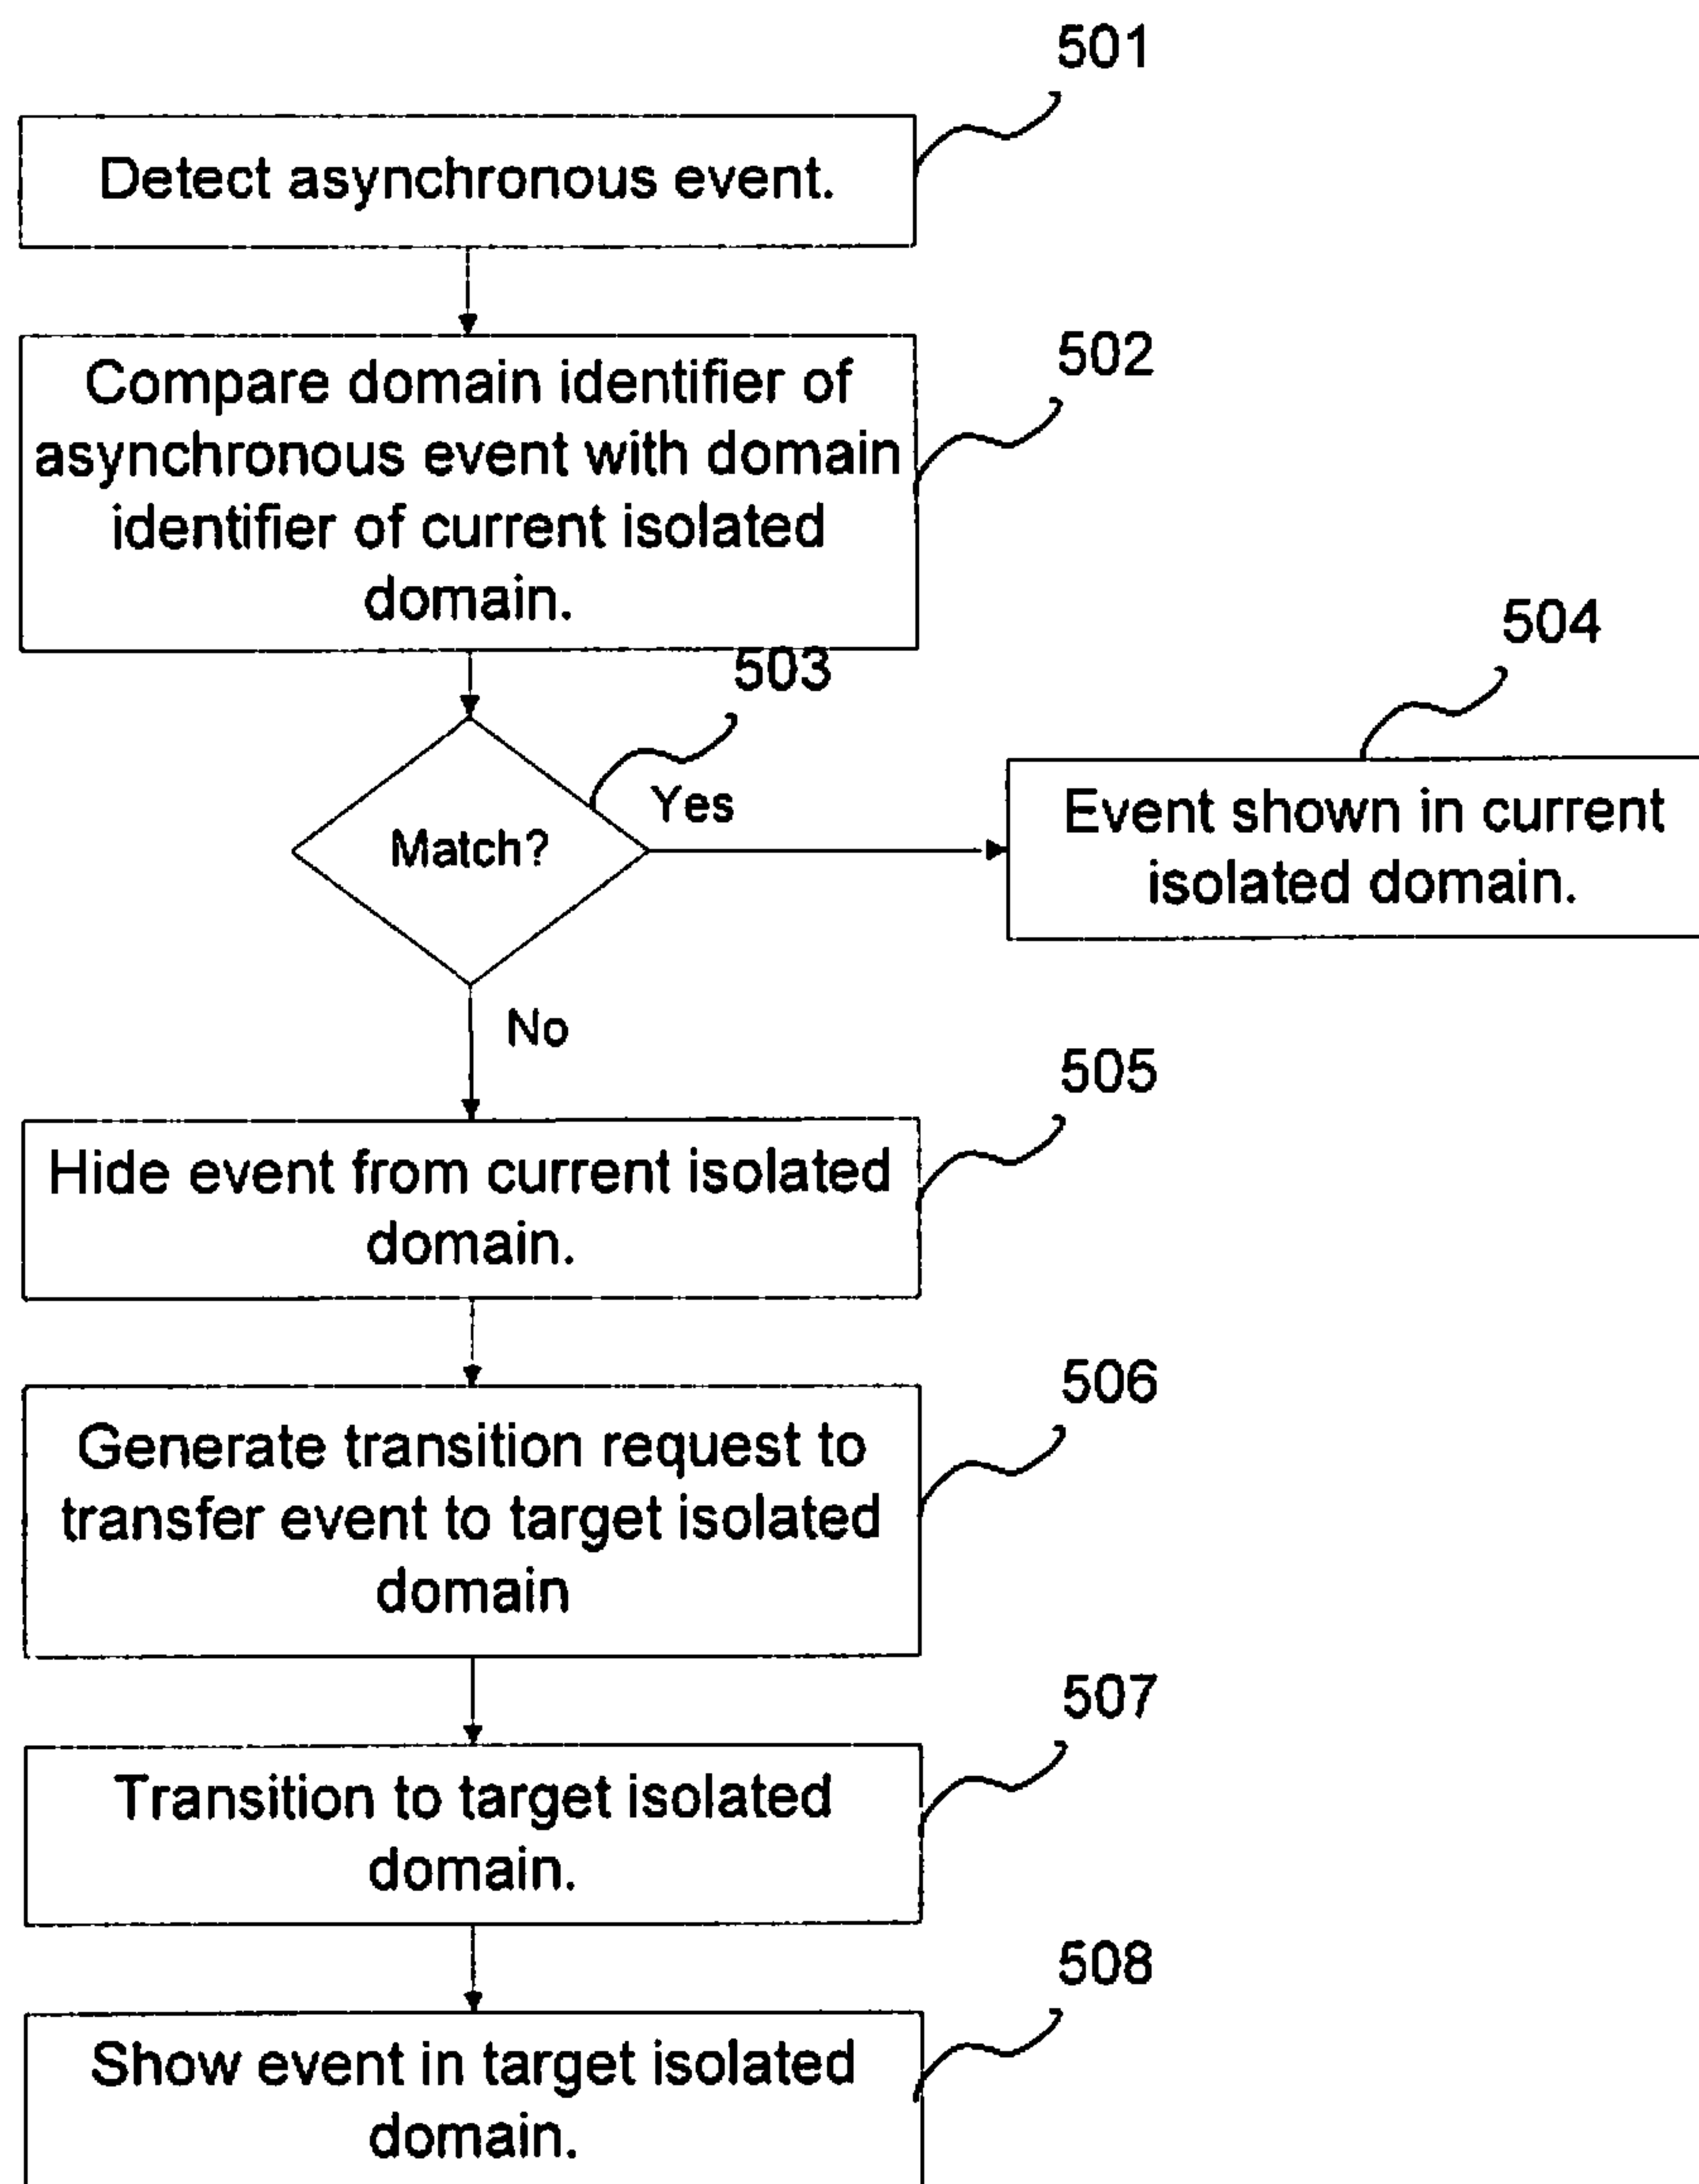 501
Detect asynchronous event.
502
Compare domain identifier of
asynchronous event with domain
identifier of current isolated
domain.
503
Match?
Yes
504
Event shown in current
isolated domain.
No
505
Hide event from current isolated
domain.
506
Generate transition request to
transfer event to target isolated
domain
507
Transition to target isolated
domain.
508
Show event in target isolated
domain.